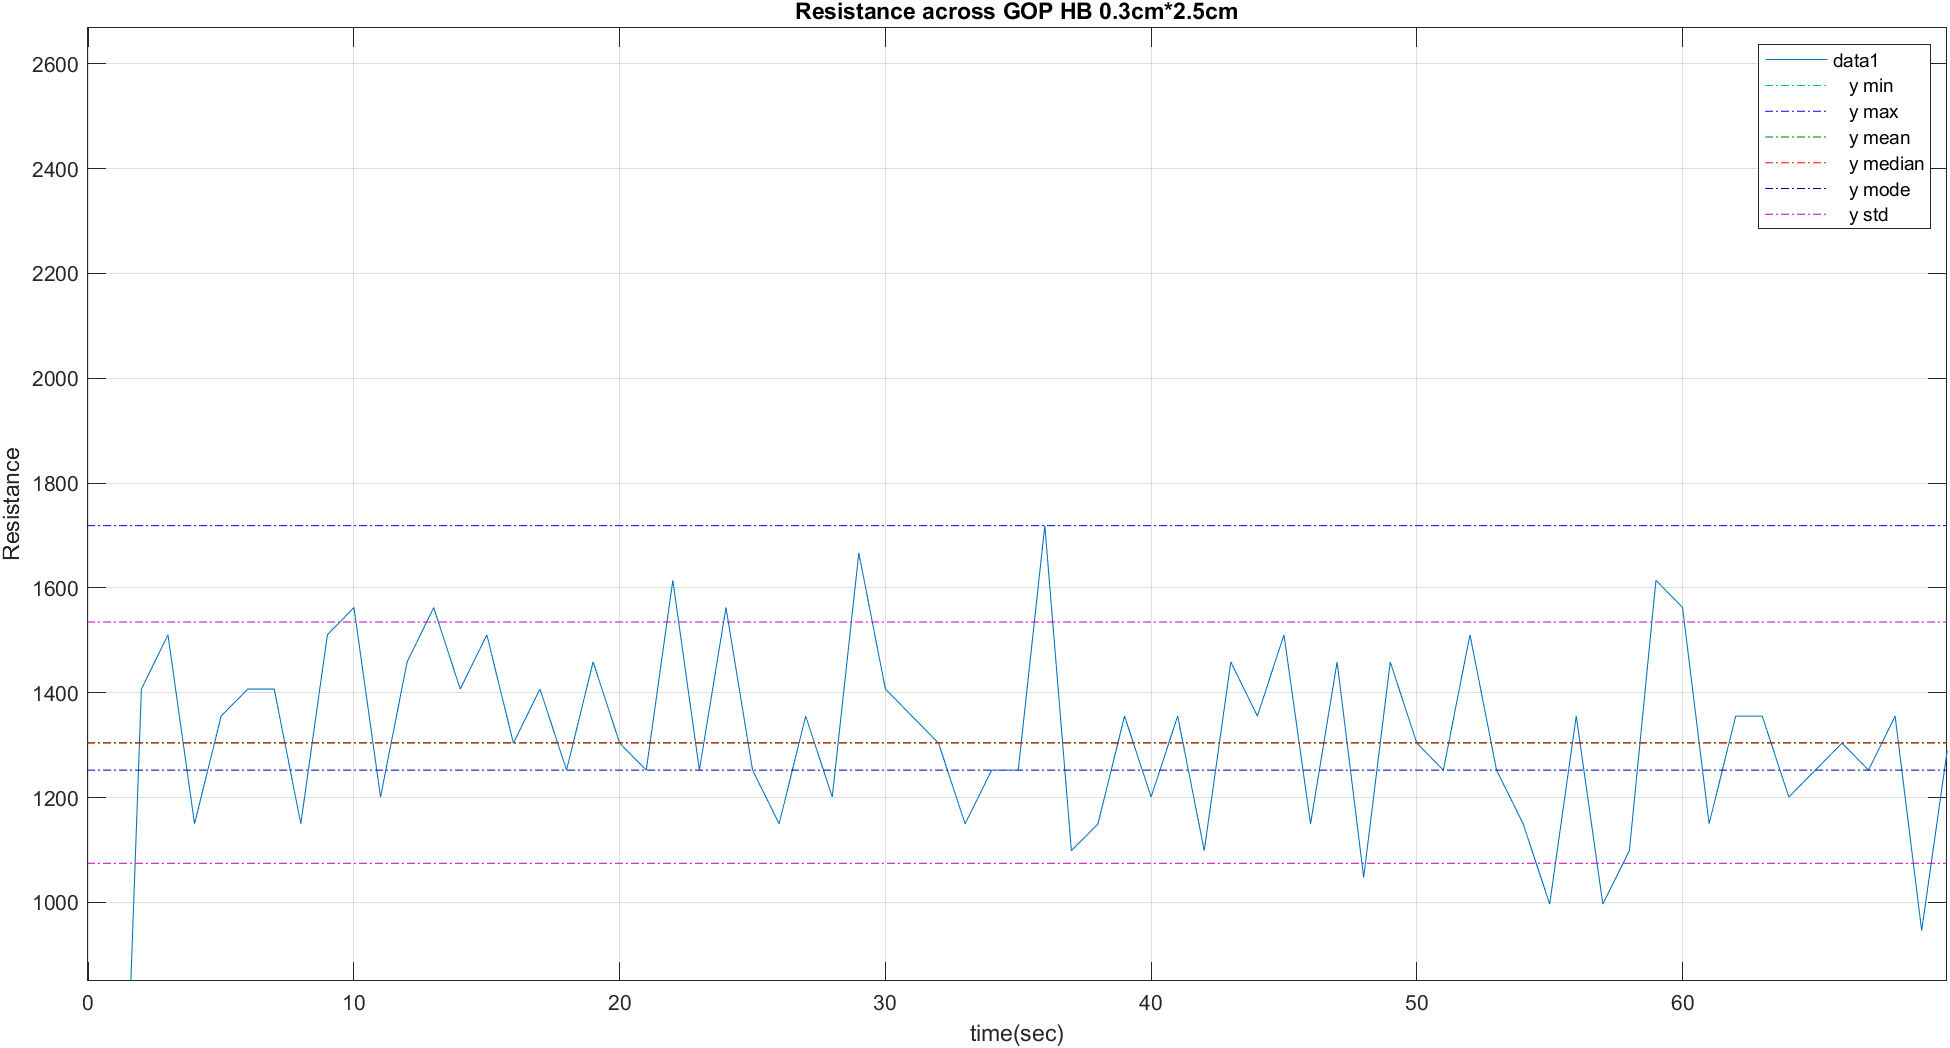 Resistance across GOP HB 0.3cm*2.5cm
data1
y min
y max
y mean
y median
y mode
y std
2600
2400
2200
2000
1800
1600
1400
1200
1000
Resistance
0 10 20 30 40 50 60
time(sec)